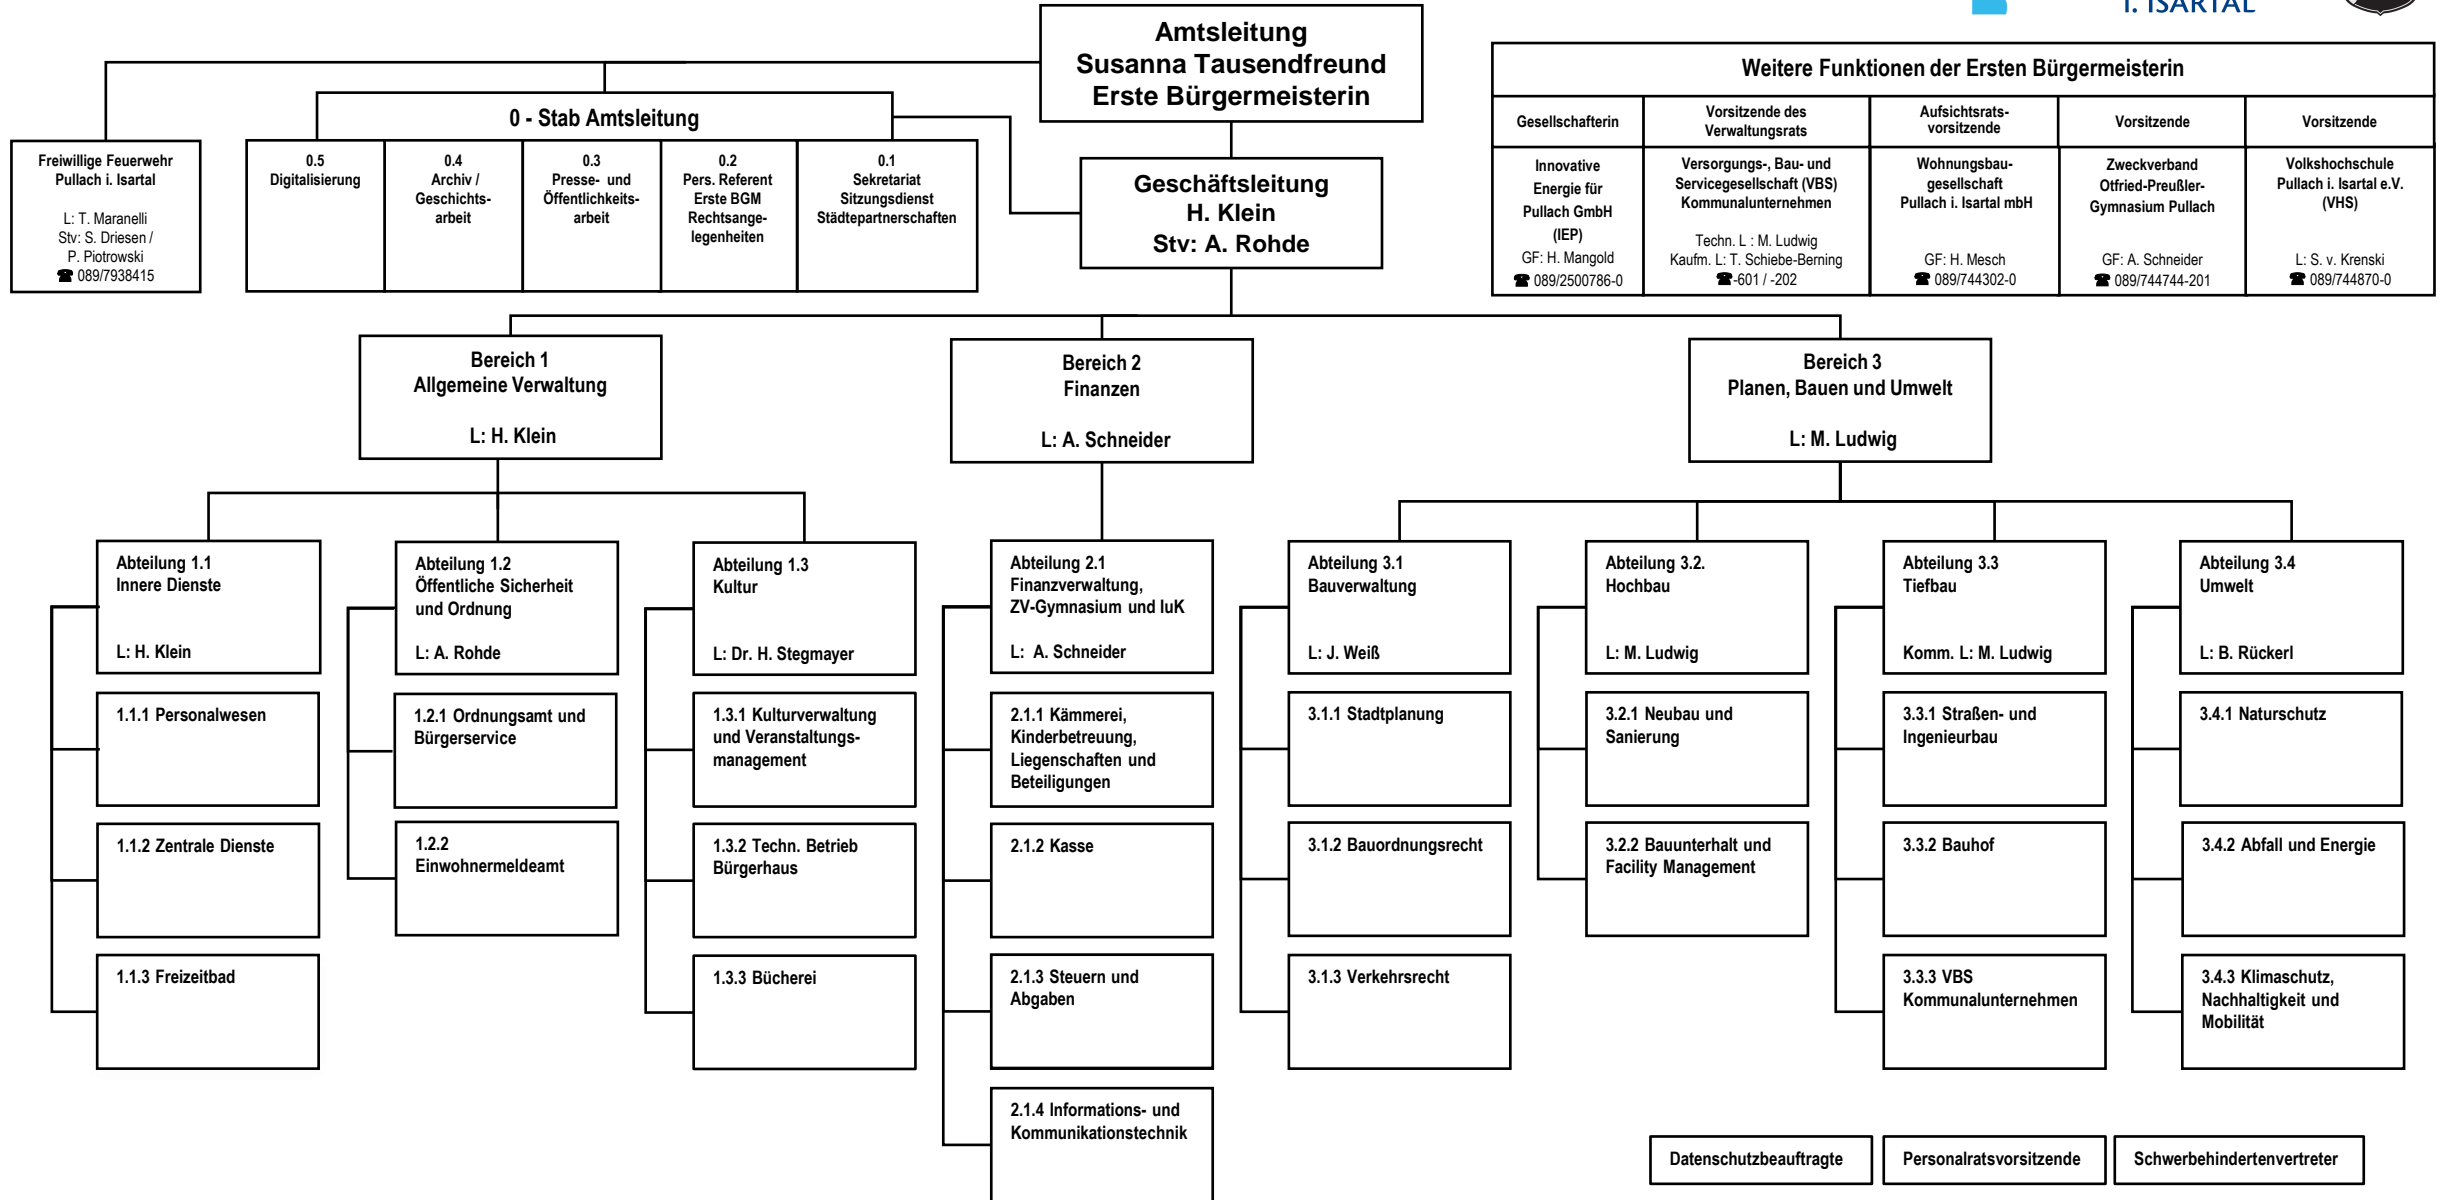 I. ISARTAL
Amtsleitung
Susanna Tausendfreund
Erste Bürgermeisterin
Weitere Funktionen der Ersten Bürgermeisterin
Gesellschafterin
Vorsitzende des
Verwaltungsrats
Aufsichtsrats-
vorsitzende
Vorsitzende
Vorsitzende
Innovative
Energie für
Pullach GmbH
(IEP)
GF: H. Mangold
☎ 089/2500786-0
Versorgungs-, Bau- und
Servicegesellschaft (VBS)
Kommunalunternehmen
Techn. L : M. Ludwig
Kaufm. L: T. Schiebe-Berning
☎-601 / -202
Wohnungsbau-
gesellschaft
Pullach i. Isartal mbH
GF: H. Mesch
☎ 089/744302-0
Zweckverband
Otfried-Preußler-
Gymnasium Pullach
GF: A. Schneider
☎ 089/744744-201
Volkshochschule
Pullach i. Isartal e.V.
(VHS)
L: S. v. Krenski
☎ 089/744870-0
0 - Stab Amtsleitung
Freiwillige Feuerwehr
Pullach i. Isartal
L: T. Maranelli
Stv: S. Driesen /
P. Piotrowski
☎ 089/7938415
0.5
Digitalisierung
0.4
Archiv /
Geschichts-
arbeit
0.3
Presse- und
Öffentlichkeits-
arbeit
0.2
Pers. Referent
Erste BGM
Rechtsange-
legenheiten
0.1
Sekretariat
Sitzungsdienst
Städtepartnerschaften
Geschäftsleitung
H. Klein
Stv: A. Rohde
Bereich 1
Allgemeine Verwaltung
L: H. Klein
Bereich 2
Finanzen
L: A. Schneider
Bereich 3
Planen, Bauen und Umwelt
L: M. Ludwig
Abteilung 1.1
Innere Dienste
L: H. Klein
1.1.1 Personalwesen
1.1.2 Zentrale Dienste
1.1.3 Freizeitbad
Abteilung 1.2
Öffentliche Sicherheit
und Ordnung
L: A. Rohde
1.2.1 Ordnungsamt und
Bürgerservice
1.2.2
Einwohnermeldeamt
Abteilung 1.3
Kultur
L: Dr. H. Stegmayer
1.3.1 Kulturverwaltung
und Veranstaltungs-
management
1.3.2 Techn. Betrieb
Bürgerhaus
1.3.3 Bücherei
Abteilung 2.1
Finanzverwaltung,
ZV-Gymnasium und IuK
L: A. Schneider
2.1.1 Kämmerei,
Kinderbetreuung,
Liegenschaften und
Beteiligungen
2.1.2 Kasse
2.1.3 Steuern und
Abgaben
2.1.4 Informations- und
Kommunikationstechnik
Abteilung 3.1
Bauverwaltung
L: J. Weiß
3.1.1 Stadtplanung
3.1.2 Bauordnungsrecht
3.1.3 Verkehrsrecht
Abteilung 3.2.
Hochbau
L: M. Ludwig
3.2.1 Neubau und
Sanierung
3.2.2 Bauunterhalt und
Facility Management
Abteilung 3.3
Tiefbau
Komm. L: M. Ludwig
3.3.1 Straßen- und
Ingenieurbau
3.3.2 Bauhof
3.3.3 VBS
Kommunalunternehmen
Abteilung 3.4
Umwelt
L: B. Rückerl
3.4.1 Naturschutz
3.4.2 Abfall und Energie
3.4.3 Klimaschutz,
Nachhaltigkeit und
Mobilität
Datenschutzbeauftragte
Personalratsvorsitzende
Schwerbehindertenvertreter